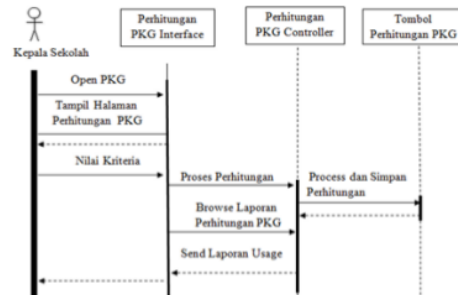 Kepala Sekolah
Perhitungan
PKG Interface
Perhitungan
PKG Controller
Tombol
Perhitungan PKG
Open PKG
Tampil Halaman
Perhitungan PKG
Nilai Kriteria
Proses Perhitungan
Process dan Simpan
Perhitungan
Browse Laporan
Perhitungan PKG
Send Laporan Usage